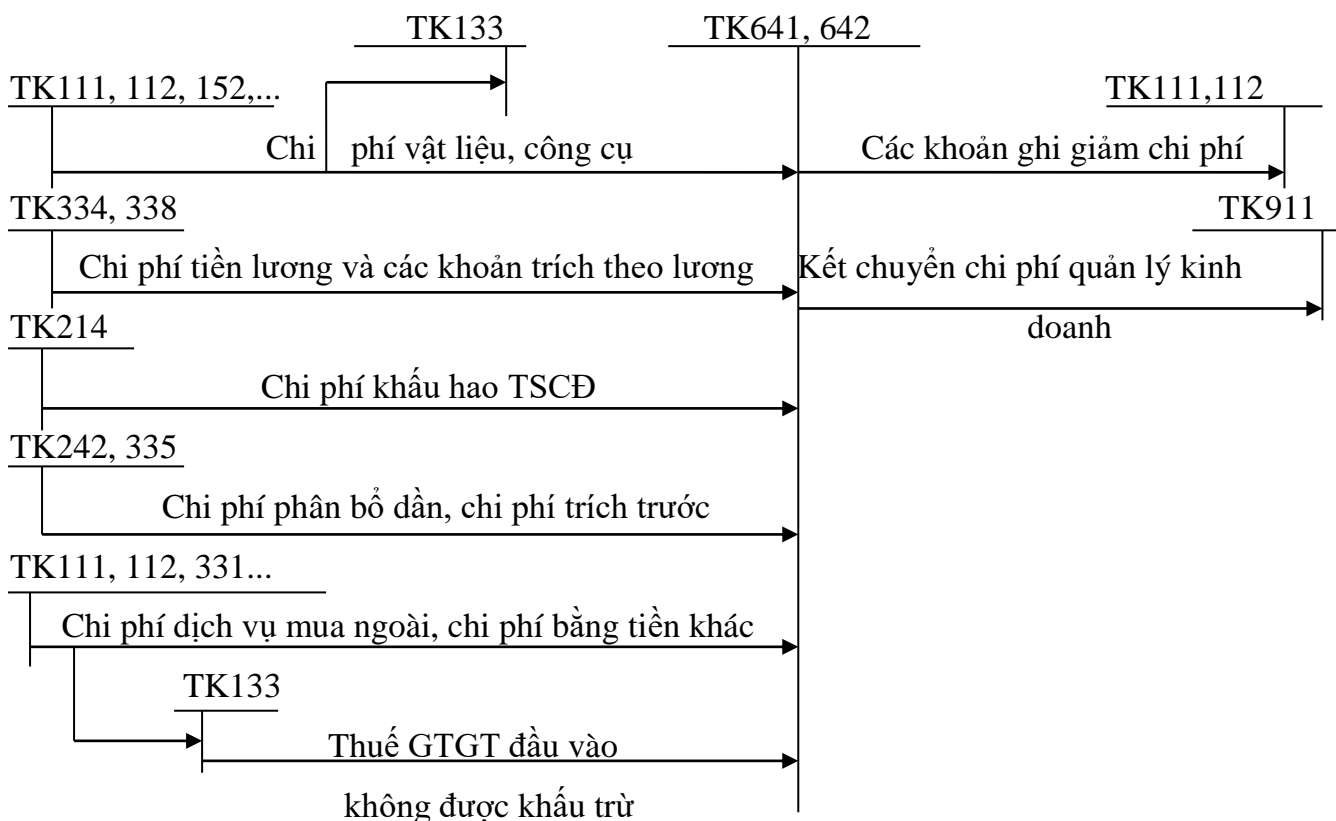 TK133
TK641, 642
TK111, 112, 152,...
TK111,112
Chi phí vật liệu, công cụ
Các khoản ghi giảm chi phí
TK334, 338
TK911
Chi phí tiền lương và các khoản trích theo lương
Kết chuyển chi phí quản lý kinh
doanh
TK214
Chi phí khấu hao TSCĐ
TK242, 335
Chi phí phân bổ dần, chi phí trích trước
TK111, 112, 331...
Chi phí dịch vụ mua ngoài, chi phí bằng tiền khác
TK133
Thuế GTGT đầu vào
không được khấu trừ